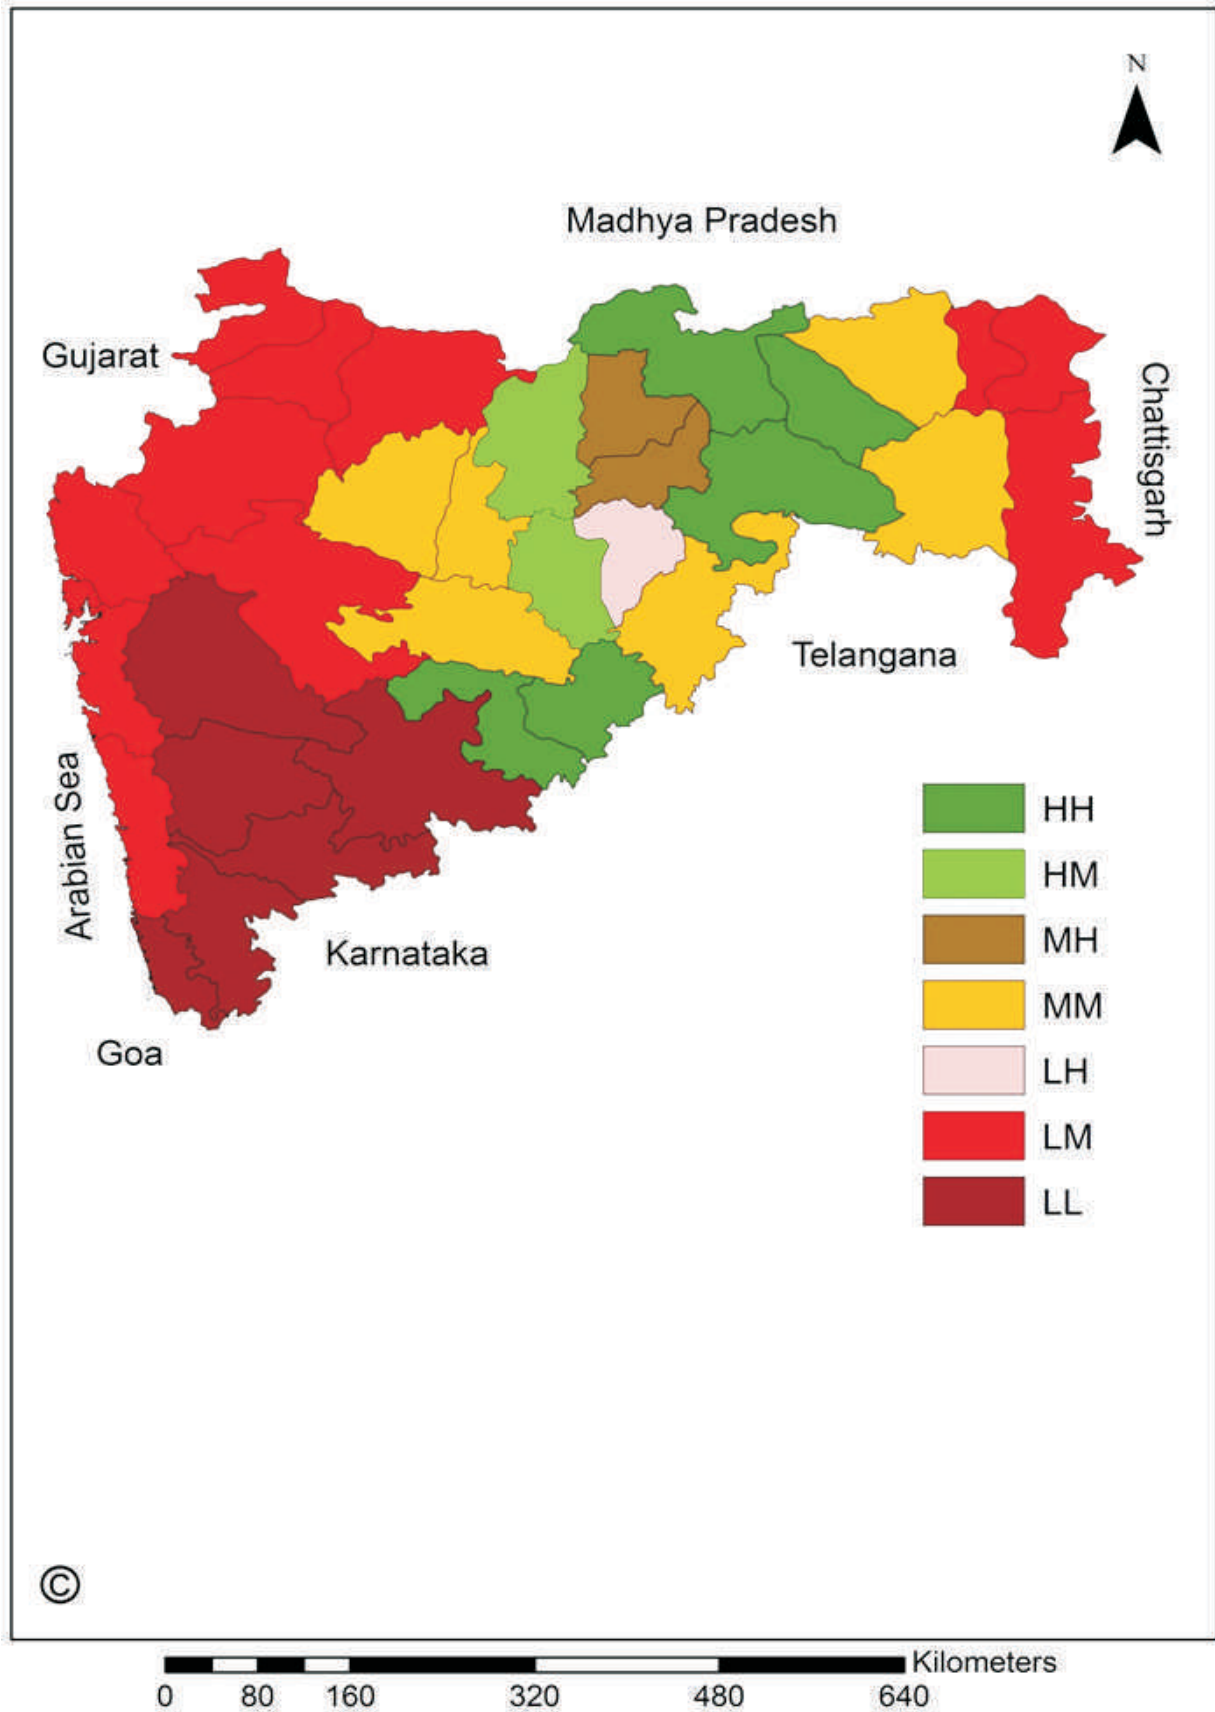 N
Madhya Pradesh
Gujarat
Chattisgarh
Telangana
Arabian Sea
Karnataka
Goa
HH
HM
MH
MM
LH
LM
LL
©
Kilometers
0 80 160 320 480 640